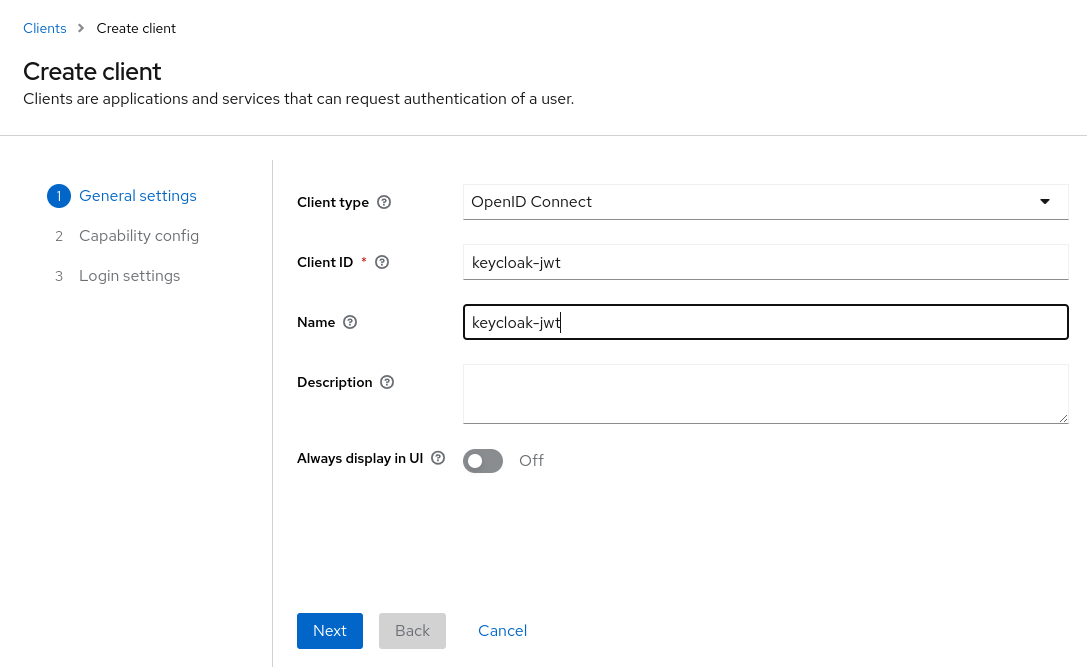 Clients > Create client
Create client
Clients are applications and services that can request authentication of a user.
1 General settings
2 Capability config
3 Login settings
Client type ? OpenID Connect
Client ID * ? keycloak-jwt
Name ? keycloak-jwt
Description ?
Always display in UI ? Off
Next Back Cancel